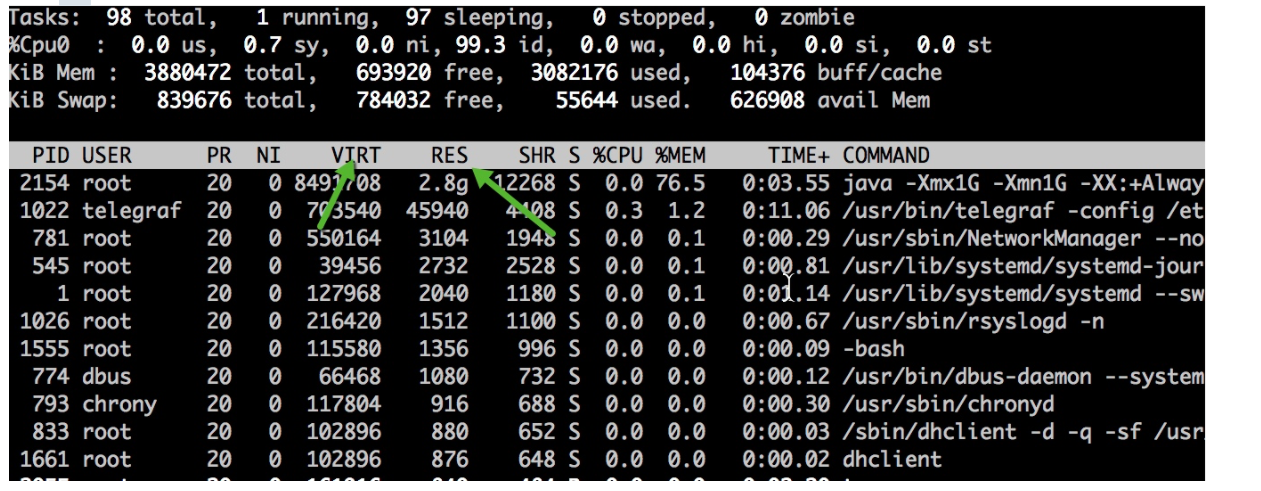 Tasks: 98 total, 1 running, 97 sleeping, 0 stopped, 0 zombie
%Cpu0 : 0.0 us, 0.7 sy, 0.0 ni, 99.3 id, 0.0 wa, 0.0 hi, 0.0 si, 0.0 st
KiB Mem : 3880472 total, 693920 free, 3082176 used, 104376 buff/cache
KiB Swap: 839676 total, 784032 free, 55644 used. 626908 avail Mem
PID USER PR NI VIRT RES SHR S %CPU %MEM TIME+ COMMAND
2154 root 20 0 8491708 2.8g 12268 S 0.0 76.5 0:03.55 java -Xmx1G -Xmn1G -XX:+Alway
1022 telegraf 20 0 703540 45940 4408 S 0.3 1.2 0:11.06 /usr/bin/telegraf -config /et
781 root 20 0 550164 3104 1948 S 0.0 0.1 0:00.29 /usr/sbin/NetworkManager --no
545 root 20 0 39456 2732 2528 S 0.0 0.1 0:00.81 /usr/lib/systemd/systemd-jour
1 root 20 0 127968 2040 1180 S 0.0 0.1 0:01.14 /usr/lib/systemd/systemd --sw
1026 root 20 0 216420 1512 1100 S 0.0 0.0 0:00.67 /usr/sbin/rsyslogd -n
1555 root 20 0 115580 1356 996 S 0.0 0.0 0:00.09 -bash
774 dbus 20 0 66468 1080 732 S 0.0 0.0 0:00.12 /usr/bin/dbus-daemon --system
793 chrony 20 0 117804 916 688 S 0.0 0.0 0:00.30 /usr/sbin/chronyd
833 root 20 0 102896 880 652 S 0.0 0.0 0:00.03 /sbin/dhclient -d -q -sf /usr
1661 root 20 0 102896 876 648 S 0.0 0.0 0:00.02 dhclient